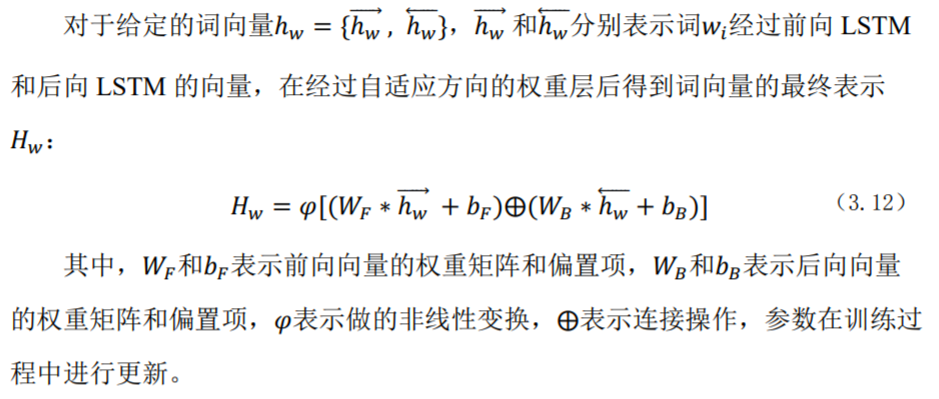 对于给定的词向量$h_w = \{\overrightarrow{h_w}, \overleftarrow{h_w}\}$，$\overrightarrow{h_w}$ 和$\overleftarrow{h_w}$分别表示词$w_i$经过前向 LSTM
和后向 LSTM 的向量，在经过自适应方向的权重层后得到词向量的最终表示
$H_w$：
$H_w = \varphi[(W_F * \overrightarrow{h_w} + b_F) \oplus (W_B * \overleftarrow{h_w} + b_B)]$ （3.12）
其中，$W_F$和$b_F$表示前向向量的权重矩阵和偏置项，$W_B$和$b_B$表示后向向量
的权重矩阵和偏置项，$\varphi$表示做的非线性变换，⊕表示连接操作，参数在训练过
程中进行更新。